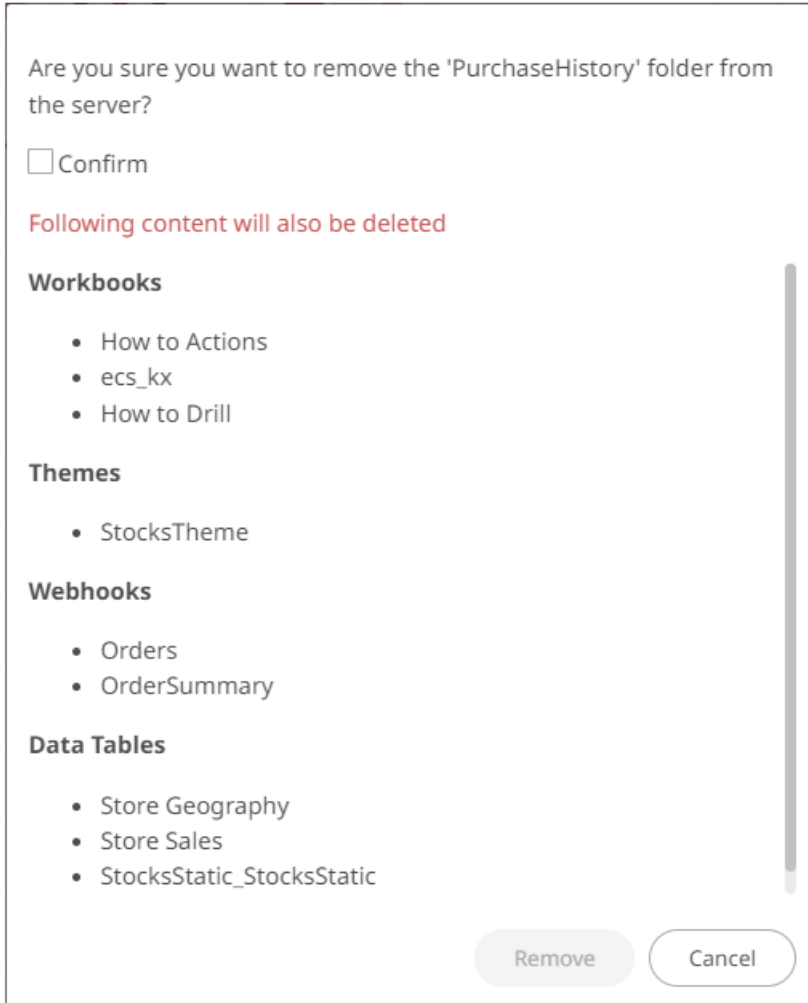 Are you sure you want to remove the 'PurchaseHistory' folder from
the server?
Confirm
Following content will also be deleted
Workbooks
How to Actions
ecs_kx
How to Drill
Themes
StocksTheme
Webhooks
Orders
OrderSummary
Data Tables
Store Geography
Store Sales
StocksStatic_StocksStatic
Remove Cancel